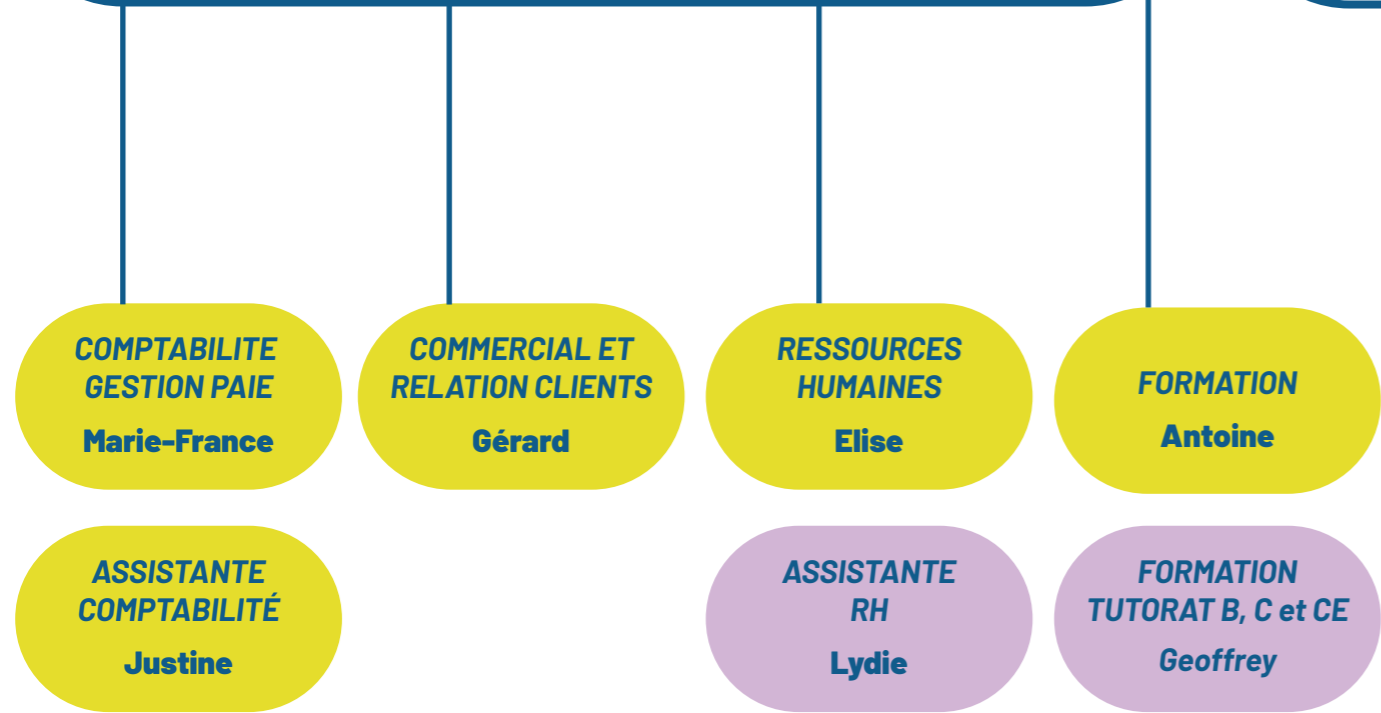 COMPTABILITE
GESTION PAIE
Marie-France
COMMERCIAL ET
RELATION CLIENTS
Gérard
RESSOURCES
HUMAINES
Elise
FORMATION
Antoine
ASSISTANTE
COMPTABILITÉ
Justine
ASSISTANTE
RH
Lydie
FORMATION
TUTORAT B, C et CE
Geoffrey